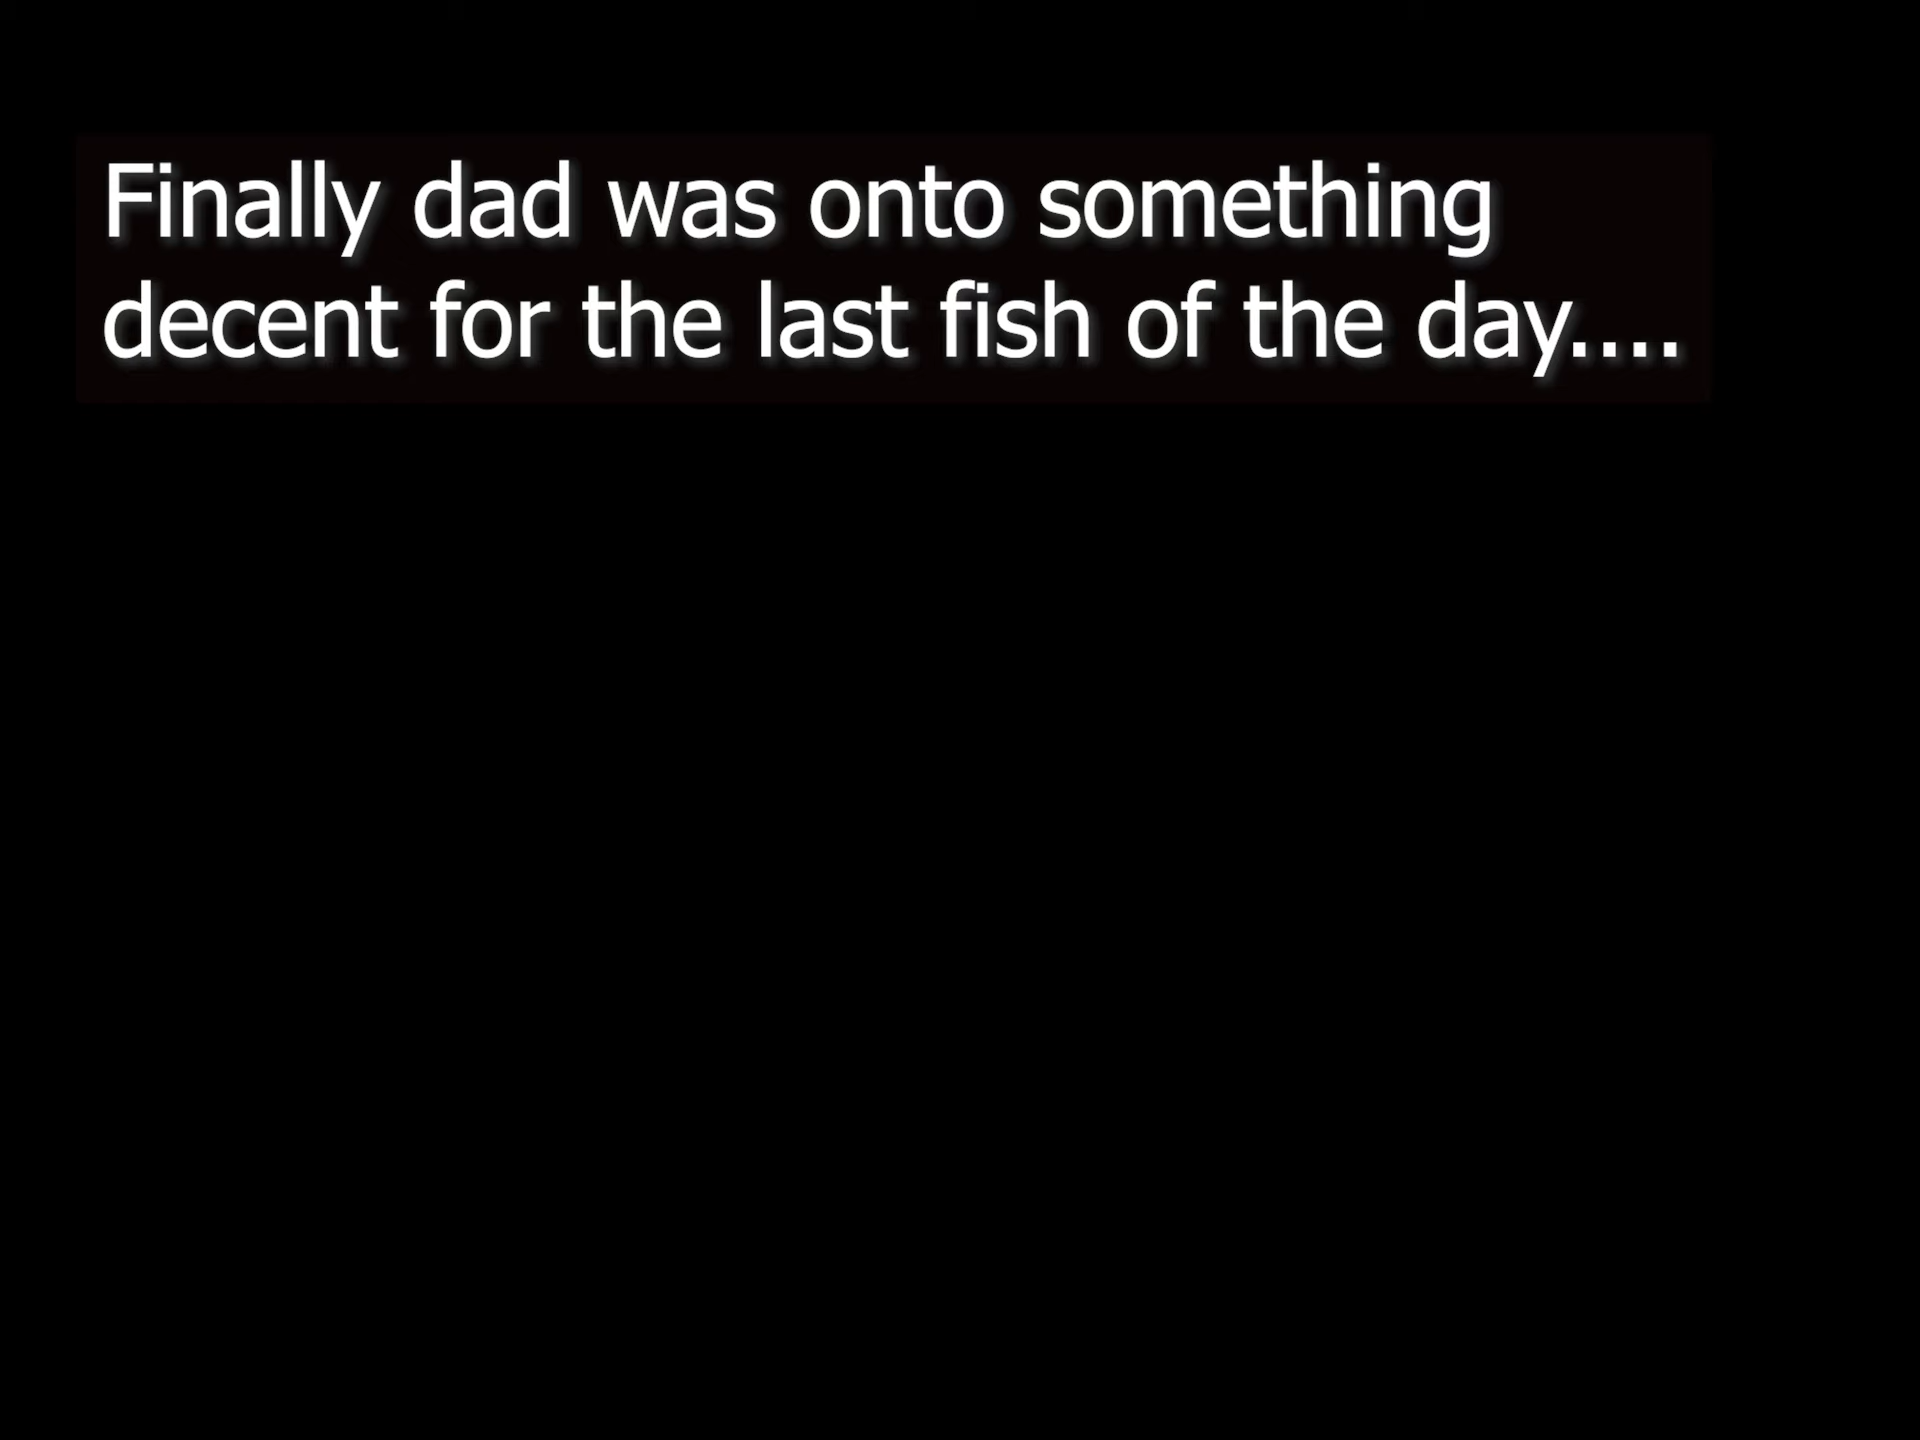 Finally dad was onto something
decent for the last fish of the day....